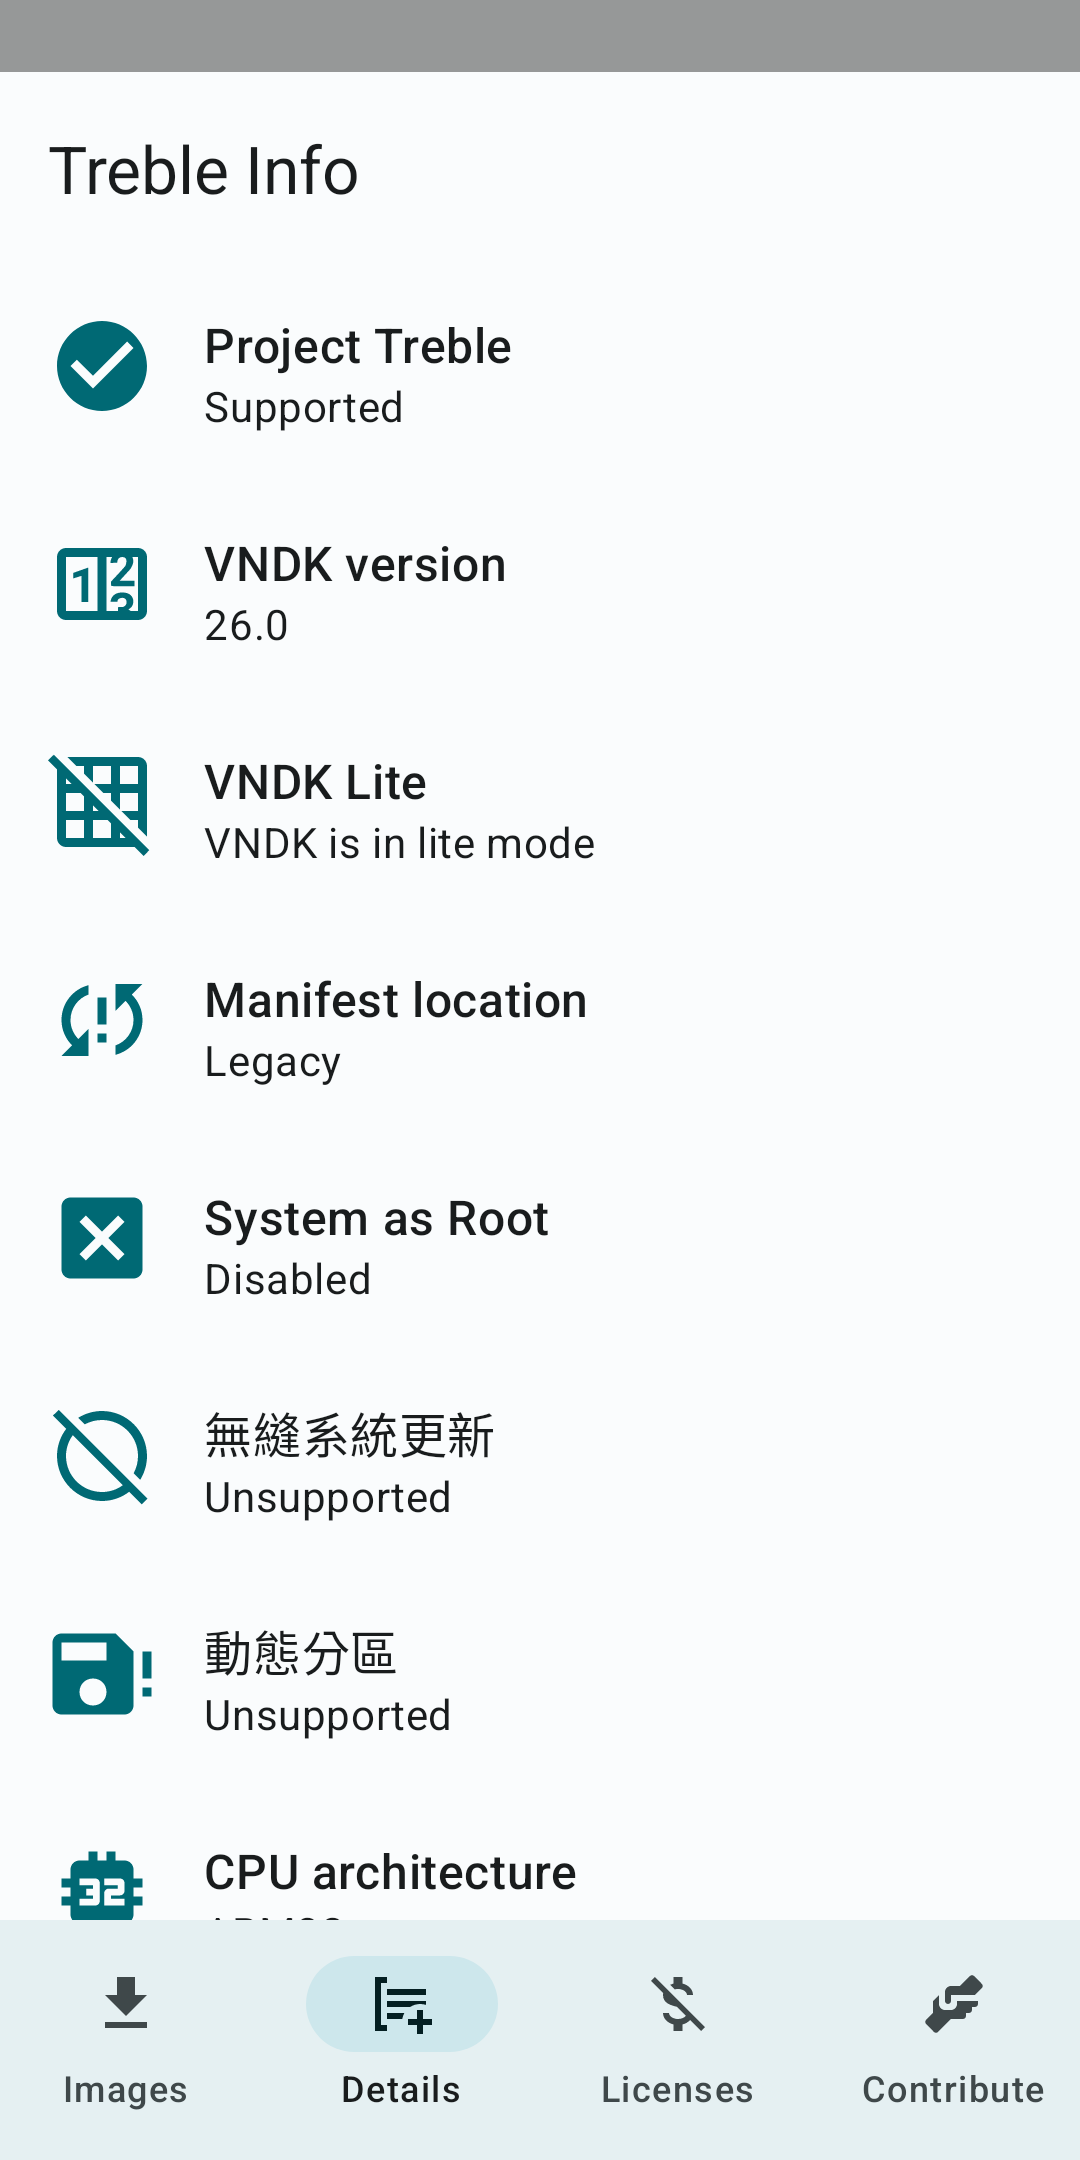 Treble Info
Project Treble
Supported
VNDK version
26.0
VNDK Lite
VNDK is in lite mode
Manifest location
Legacy
System as Root
Disabled
無縫系統更新
Unsupported
動態分區
Unsupported
CPU architecture
Images
Details
Licenses
Contribute